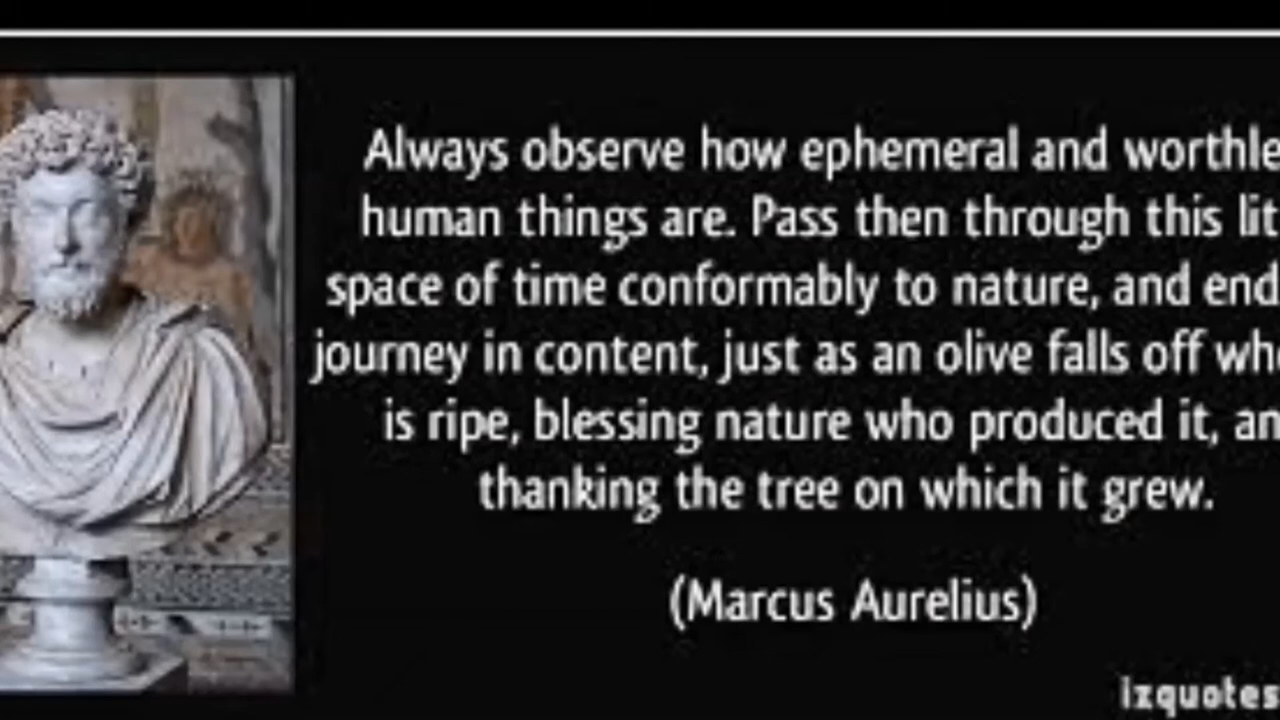 Always observe how ephemeral and worthle
human things are. Pass then through this lit
space of time conformably to nature, and end
journey in content, just as an olive falls off wh
is ripe, blessing nature who produced it, an
thanking the tree on which it grew.
(Marcus Aurelius)
izquotes